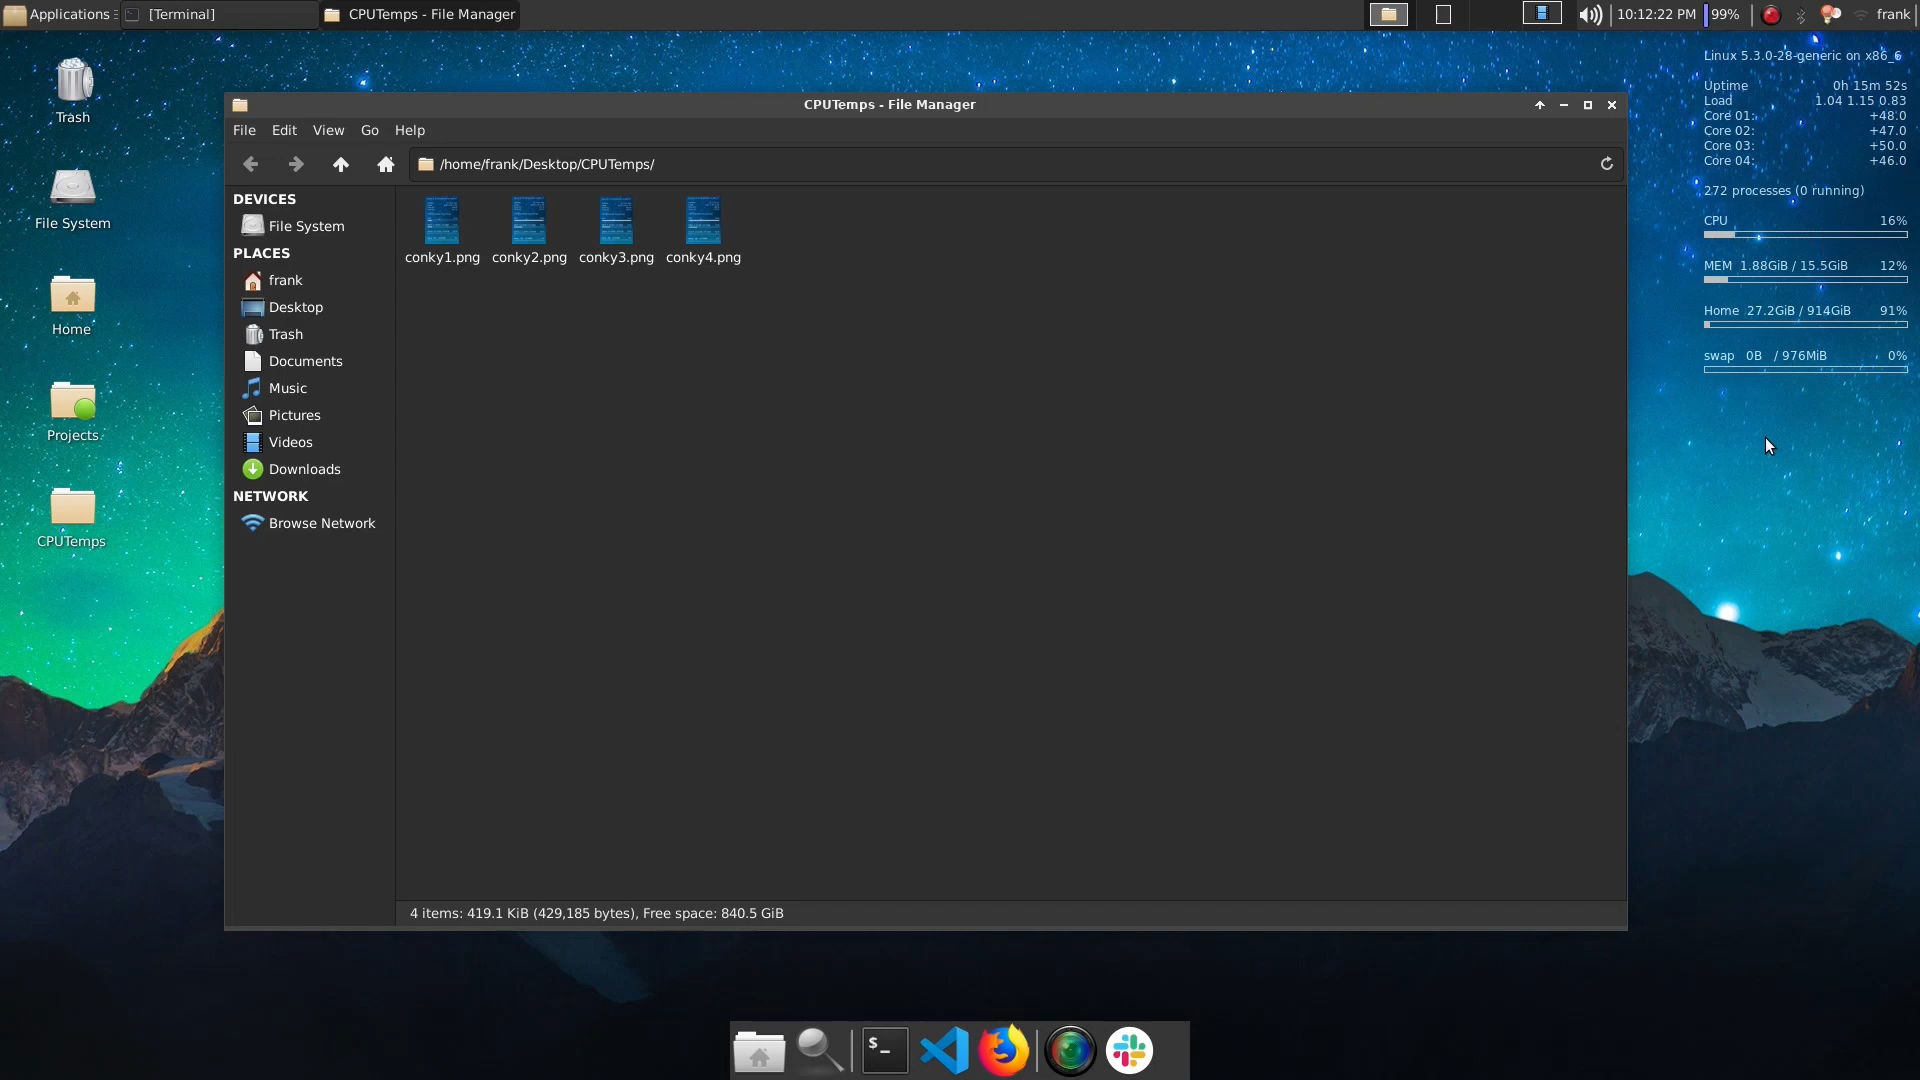 Applications
[Terminal]
CPUTemps - File Manager
10:12:22 PM
99%
frank
Trash
File System
Home
Projects
CPUTemps
CPUTemps - File Manager
File Edit View Go Help
/home/frank/Desktop/CPUTemps/
DEVICES
File System
PLACES
frank
Desktop
Trash
Documents
Music
Pictures
Videos
Downloads
NETWORK
Browse Network
conky1.png conky2.png conky3.png conky4.png
4 items: 419.1 KiB (429,185 bytes), Free space: 840.5 GiB
Linux 5.3.0-28-generic on x86_6
Uptime 0h 15m 52s
Load 1.04 1.15 0.83
Core 01: +48.0
Core 02: +47.0
Core 03: +50.0
Core 04: +46.0
272 processes (0 running)
CPU 16%
MEM 1.88GiB / 15.5GiB 12%
Home 27.2GiB / 914GiB 91%
swap 0B / 976MiB 0%
$_